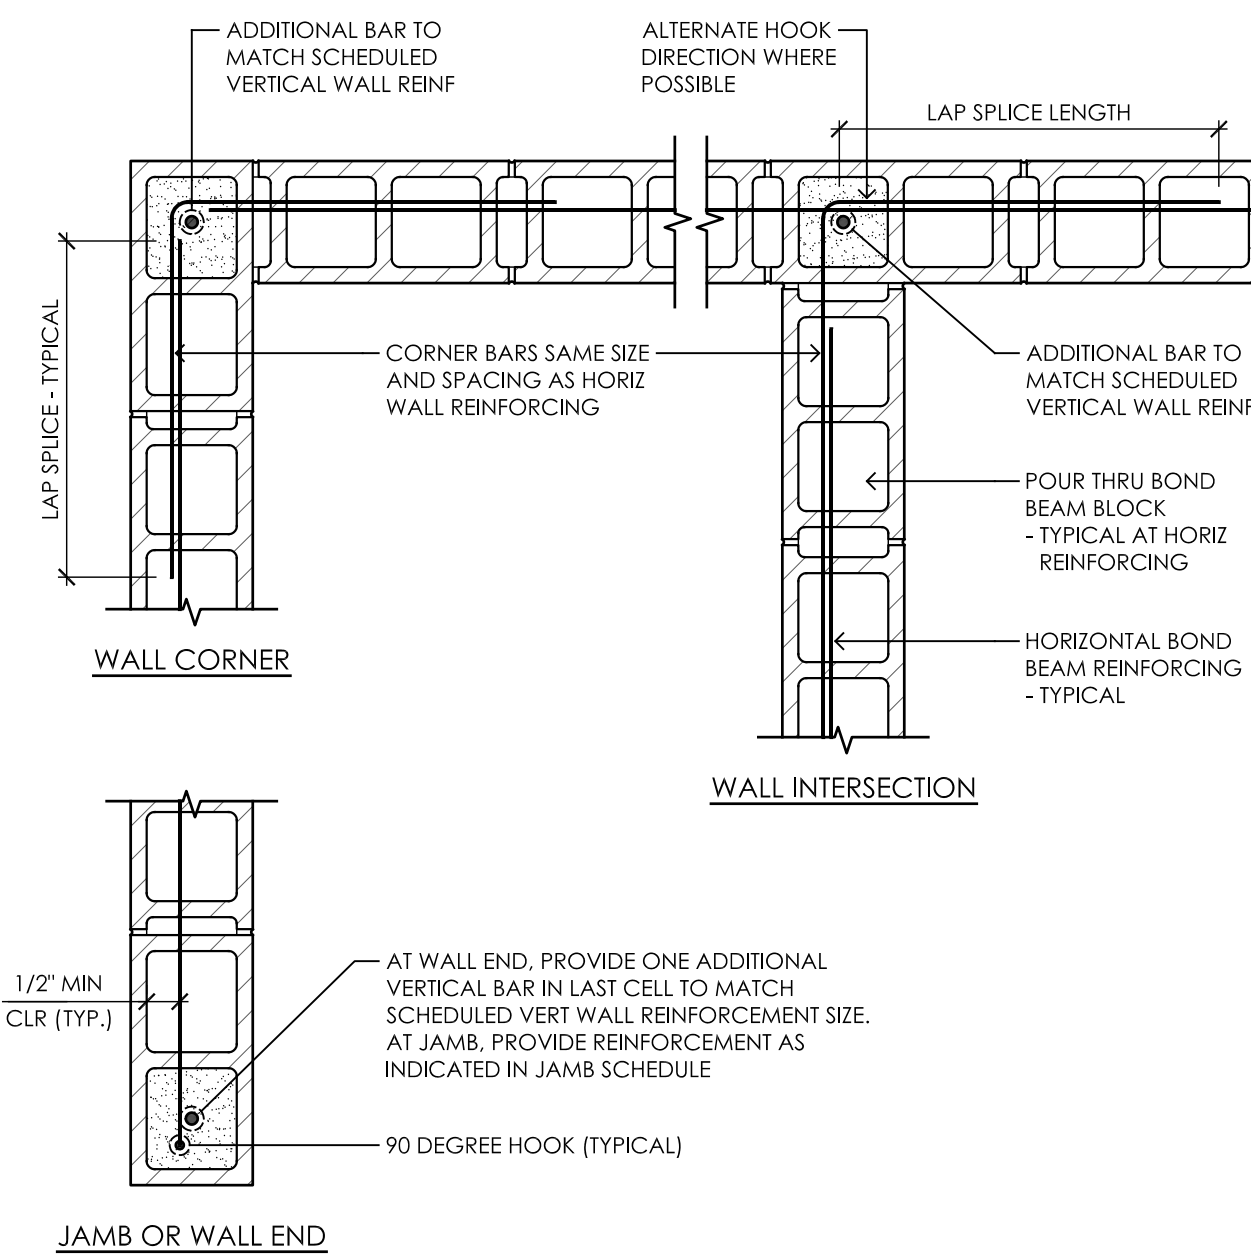 ADDITIONAL BAR TO
MATCH SCHEDULED
VERTICAL WALL REINF
ALTERNATE HOOK
DIRECTION WHERE
POSSIBLE
LAP SPLICE LENGTH
LAP SPLICE - TYPICAL
CORNER BARS SAME SIZE
AND SPACING AS HORIZ
WALL REINFORCING
ADDITIONAL BAR TO
MATCH SCHEDULED
VERTICAL WALL REINF
POUR THRU BOND
BEAM BLOCK
- TYPICAL AT HORIZ
REINFORCING
HORIZONTAL BOND
BEAM REINFORCING
- TYPICAL
WALL CORNER
WALL INTERSECTION
1/2" MIN
CLR (TYP.)
AT WALL END, PROVIDE ONE ADDITIONAL
VERTICAL BAR IN LAST CELL TO MATCH
SCHEDULED VERT WALL REINFORCEMENT SIZE.
AT JAMB, PROVIDE REINFORCEMENT AS
INDICATED IN JAMB SCHEDULE
90 DEGREE HOOK (TYPICAL)
JAMB OR WALL END